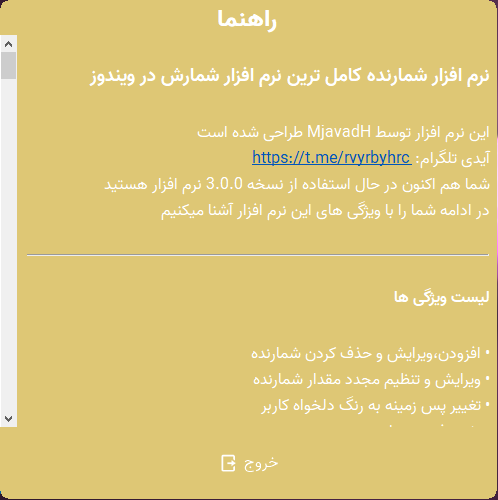 راهنما
نرم افزار شمارنده کامل ترین نرم افزار شمارش در ویندوز
این نرم افزار توسط MjavadH طراحی شده است
آیدی تلگرام: https://t.me/rvyrbyhrc
شما هم اکنون در حال استفاده از نسخه 3.0.0 نرم افزار هستید
در ادامه شما را با ویژگی های این نرم افزار آشنا میکنیم
لیست ویژگی ها
• افزودن،ویرایش و حذف کردن شمارنده
• ویرایش و تنظیم مجدد مقدار شمارنده
• تغییر پس زمینه به رنگ دلخواه کاربر
خروج